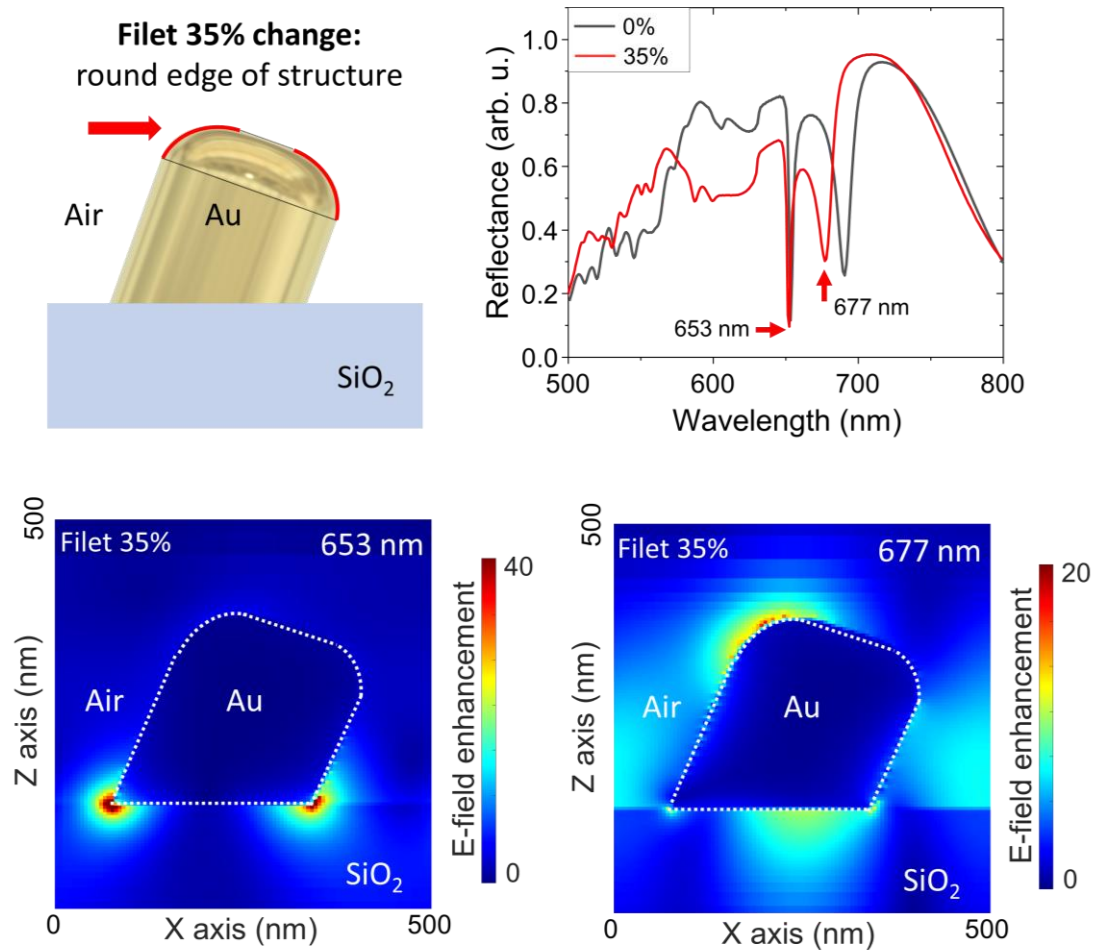 Filet 35% change:
round edge of structure
Air
Au
SiO₂
0%
35%
1.0
0.8
0.6
0.4
0.2
0.0
Reflectance (arb. u.)
653 nm
677 nm
500
600
700
800
Wavelength (nm)
500
Filet 35%
653 nm
Air
Au
SiO₂
Z axis (nm)
0
500
X axis (nm)
40
0
E-field enhancement
500
Filet 35%
677 nm
Air
Au
SiO₂
Z axis (nm)
0
500
X axis (nm)
20
0
E-field enhancement